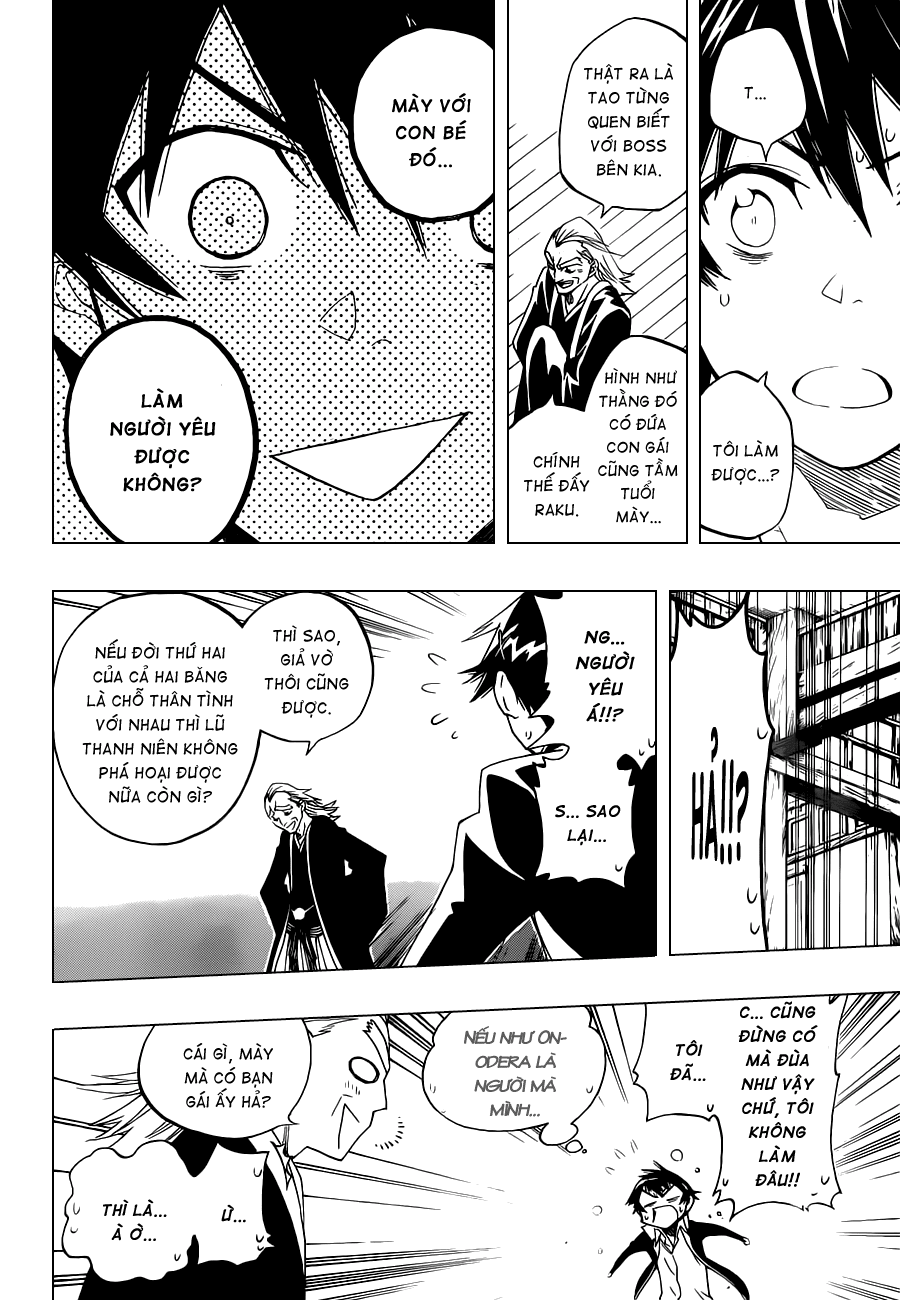 T...
TÔI LÀM
ĐƯỢC...?
THẬT RA LÀ
TAO TỪNG
QUEN BIẾT
VỚI BOSS
BÊN KIA.
HÌNH NHƯ
THẰNG ĐÓ
CÓ ĐỨA
CON GÁI
CŨNG TẦM
TUỔI
MÀY...
CHÍNH
THẾ ĐẤY
RAKU.
MÀY VỚI
CON BÉ
ĐÓ...
LÀM
NGƯỜI YÊU
ĐƯỢC
KHÔNG?
HẢ!!!?
NG...
NGƯỜI
YÊU
Á!!?
S... SAO
LẠI...
THÌ SAO,
GIẢ VỜ
THÔI CŨNG
ĐƯỢC.
NẾU ĐỜI THỨ HAI
CỦA CẢ HAI BĂNG
LÀ CHỖ THÂN TÌNH
VỚI NHAU THÌ LŨ
THANH NIÊN KHÔNG
PHÁ HOẠI ĐƯỢC
NỮA CÒN GÌ?
C... CŨNG
ĐỪNG CÓ
MÀ ĐÙA
NHƯ VẬY
CHỨ, TÔI
KHÔNG
LÀM
ĐÂU!!
TÔI
ĐÃ...
NẾU NHƯ ON-
ODERA LÀ
NGƯỜI MÀ
MÌNH...
CÁI GÌ, MÀY
MÀ CÓ BẠN
GÁI ẤY HẢ?
Ừ...
THÌ LÀ...
À Ờ...